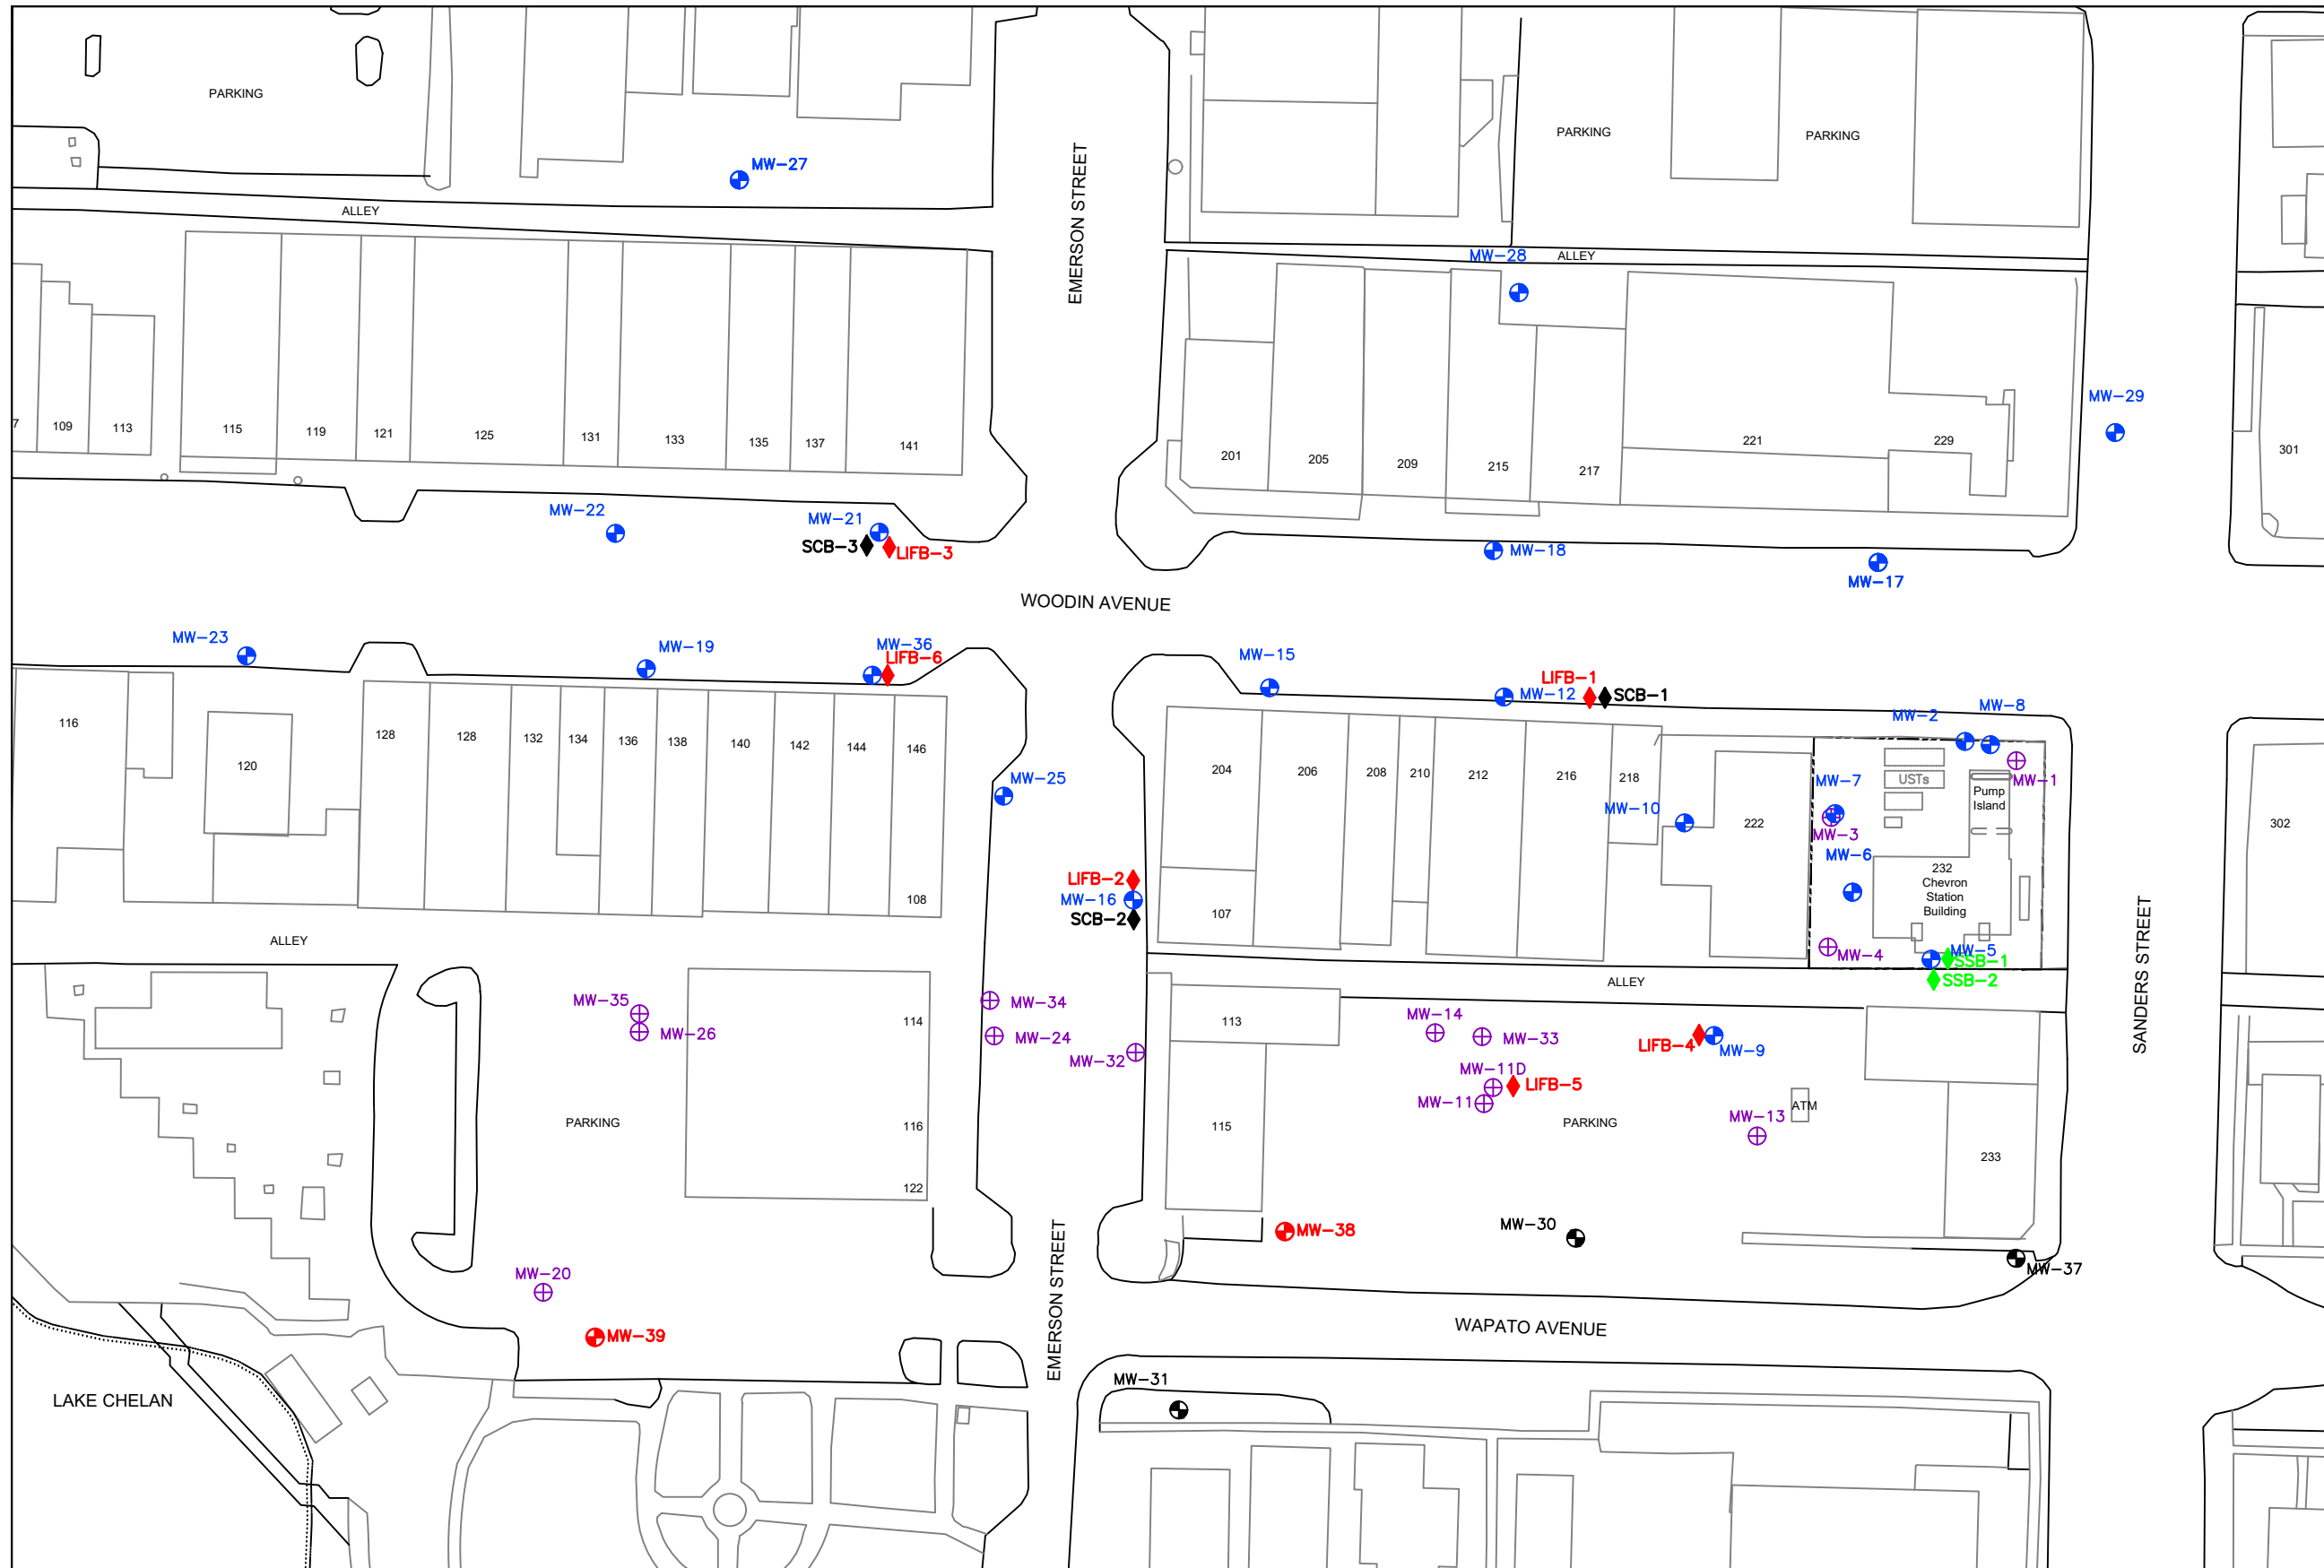 PARKING
PARKING
PARKING
EMERSON STREET
MW-27
ALLEY
MW-28
ALLEY
MW-29
7
109
113
115
119
121
125
131
133
135
137
141
201
205
209
215
217
221
229
301
MW-22
MW-21
SCB-3
LIFB-3
MW-18
MW-17
WOODIN AVENUE
MW-23
MW-19
MW-36
LIFB-6
MW-15
LIFB-1
SCB-1
MW-12
MW-2
MW-8
116
120
128
128
132
134
136
138
140
142
144
146
MW-25
204
206
208
210
212
216
218
MW-10
222
MW-7
USTs
Pump
Island
MW-1
MW-3
302
MW-6
232
Chevron
Station
Building
LIFB-2
MW-16
SCB-2
108
107
ALLEY
MW-4
MW-5
SSB-1
SSB-2
ALLEY
SANDERS STREET
MW-35
MW-26
114
MW-34
MW-24
MW-32
113
MW-14
MW-33
LIFB-4
MW-9
MW-11D
LIFB-5
MW-11
ATM
MW-13
PARKING
116
115
PARKING
233
122
EMERSON STREET
MW-38
MW-30
MW-37
MW-20
MW-39
WAPATO AVENUE
MW-31
LAKE CHELAN